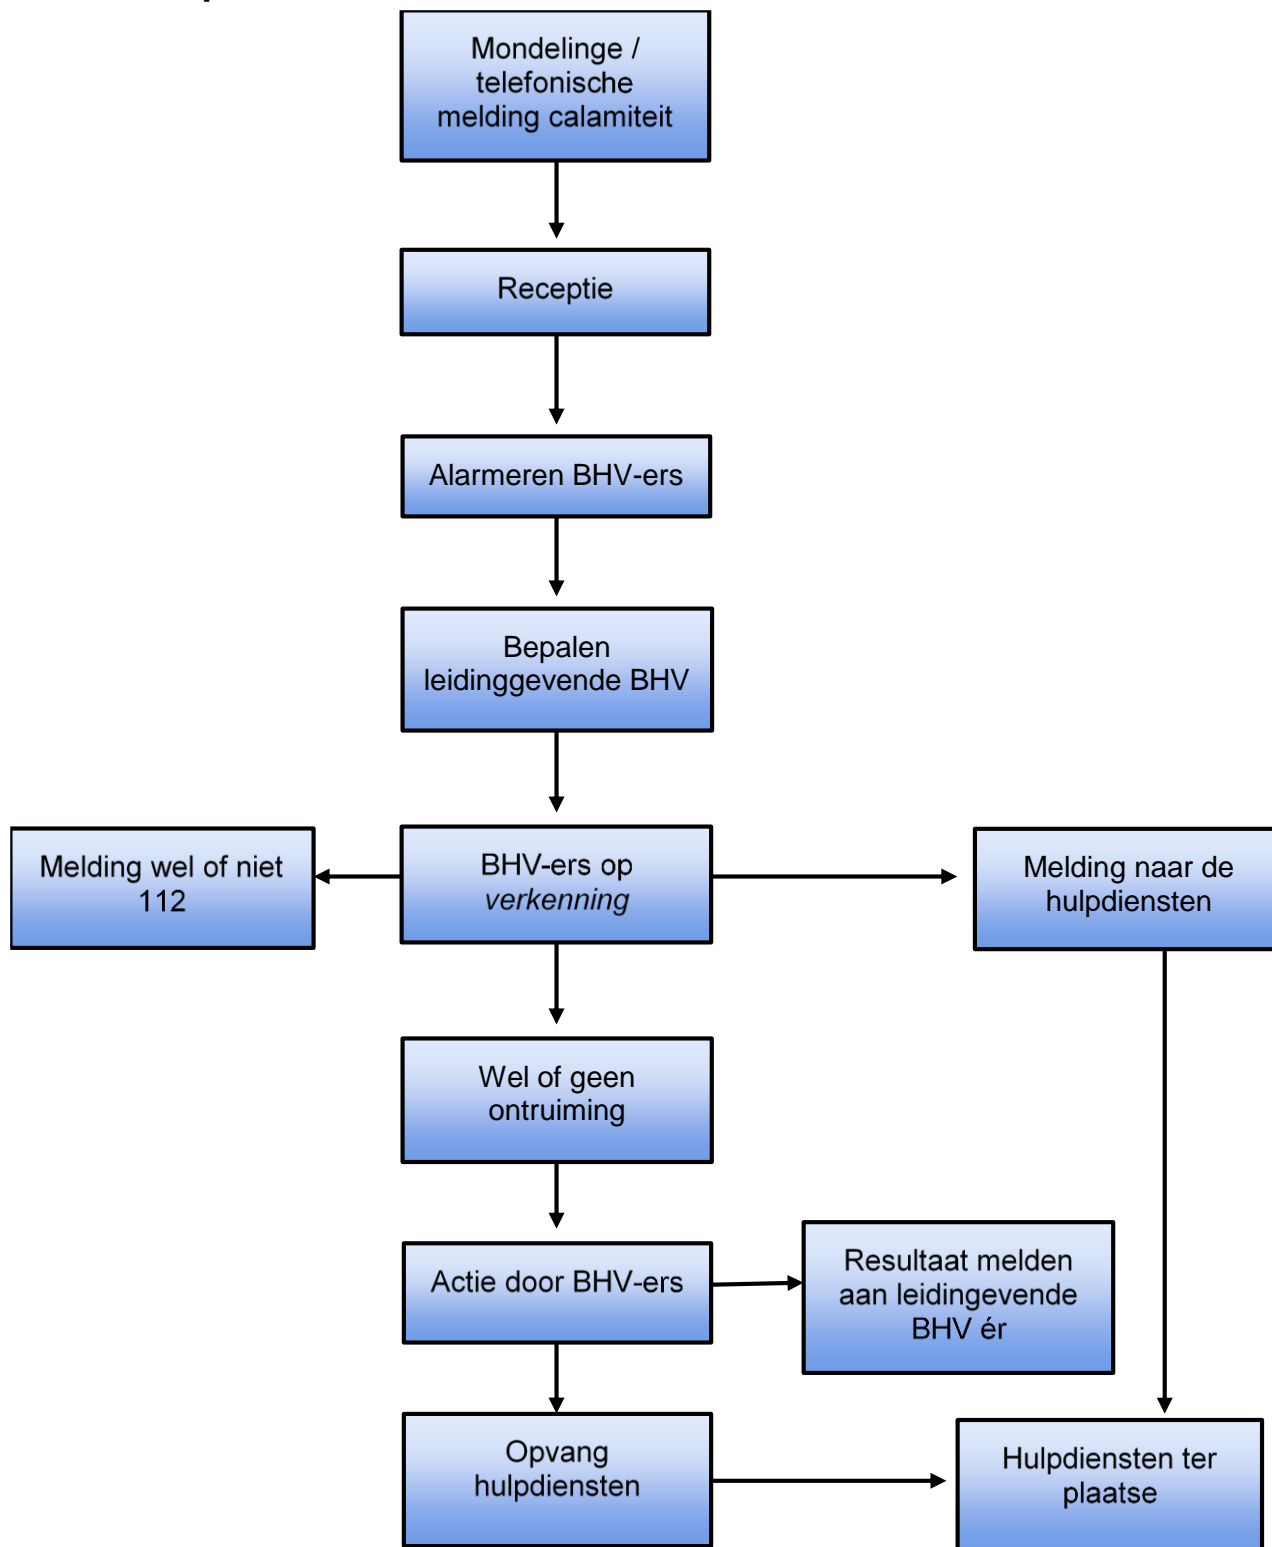 Mondelinge /
telefonische
melding calamiteit
Receptie
Alarmeren BHV-ers
Bepalen
leidinggevende BHV
Melding wel of niet
112
BHV-ers op
verkenning
Melding naar de
hulpdiensten
Wel of geen
ontruiming
Actie door BHV-ers
Resultaat melden
aan leidingevende
BHV ér
Opvang
hulpdiensten
Hulpdiensten ter
plaatse